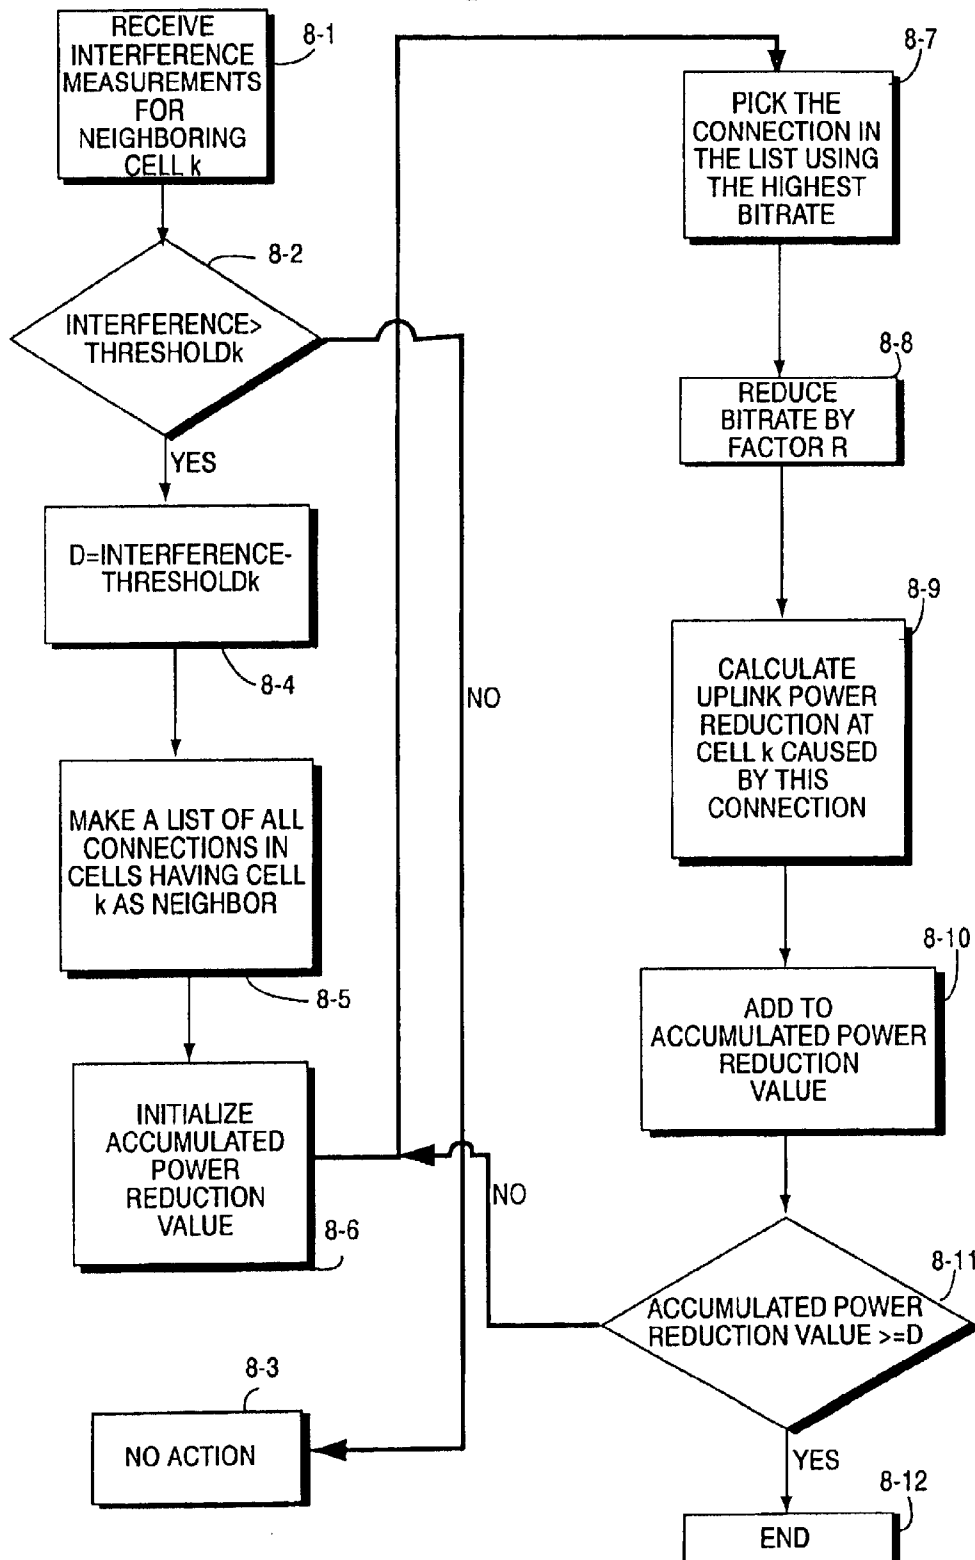 8-1
RECEIVE
INTERFERENCE
MEASUREMENTS
FOR
NEIGHBORING
CELL k
8-2
INTERFERENCE>
THRESHOLDk
YES
D=INTERFERENCE-
THRESHOLDk
8-4
NO
MAKE A LIST OF ALL
CONNECTIONS IN
CELLS HAVING CELL
k AS NEIGHBOR
8-5
INITIALIZE
ACCUMULATED
POWER
REDUCTION
VALUE
8-6
8-3
NO ACTION
8-7
PICK THE
CONNECTION IN
THE LIST USING
THE HIGHEST
BITRATE
8-8
REDUCE
BITRATE BY
FACTOR R
8-9
CALCULATE
UPLINK POWER
REDUCTION AT
CELL k CAUSED
BY THIS
CONNECTION
8-10
ADD TO
ACCUMULATED POWER
REDUCTION
VALUE
NO
8-11
ACCUMULATED POWER
REDUCTION VALUE >=D
YES
8-12
END